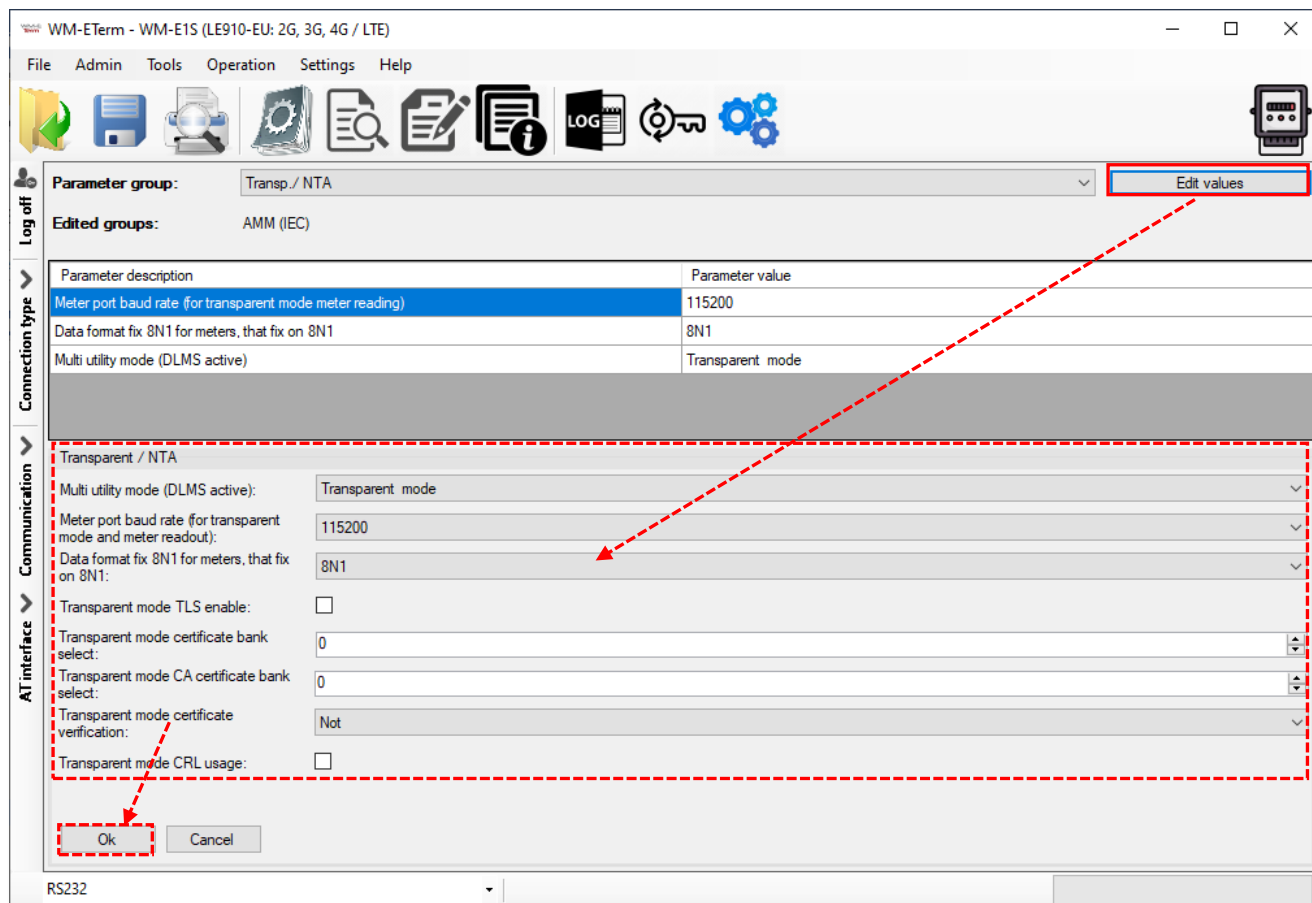 WM-ETerm - WM-E1S (LE910-EU: 2G, 3G, 4G / LTE)
File Admin Tools Operation Settings Help
LOG
Log off
Connection type
Communication
AT interface
Parameter group: Transp./ NTA Edit values
Edited groups: AMM (IEC)
Parameter description Parameter value
Meter port baud rate (for transparent mode meter reading) 115200
Data format fix 8N1 for meters, that fix on 8N1 8N1
Multi utility mode (DLMS active) Transparent mode
Transparent / NTA
Multi utility mode (DLMS active): Transparent mode
Meter port baud rate (for transparent
mode and meter readout): 115200
Data format fix 8N1 for meters, that fix
on 8N1: 8N1
Transparent mode TLS enable:
Transparent mode certificate bank
select: 0
Transparent mode CA certificate bank
select: 0
Transparent mode certificate
verification: Not
Transparent mode CRL usage:
Ok Cancel
RS232